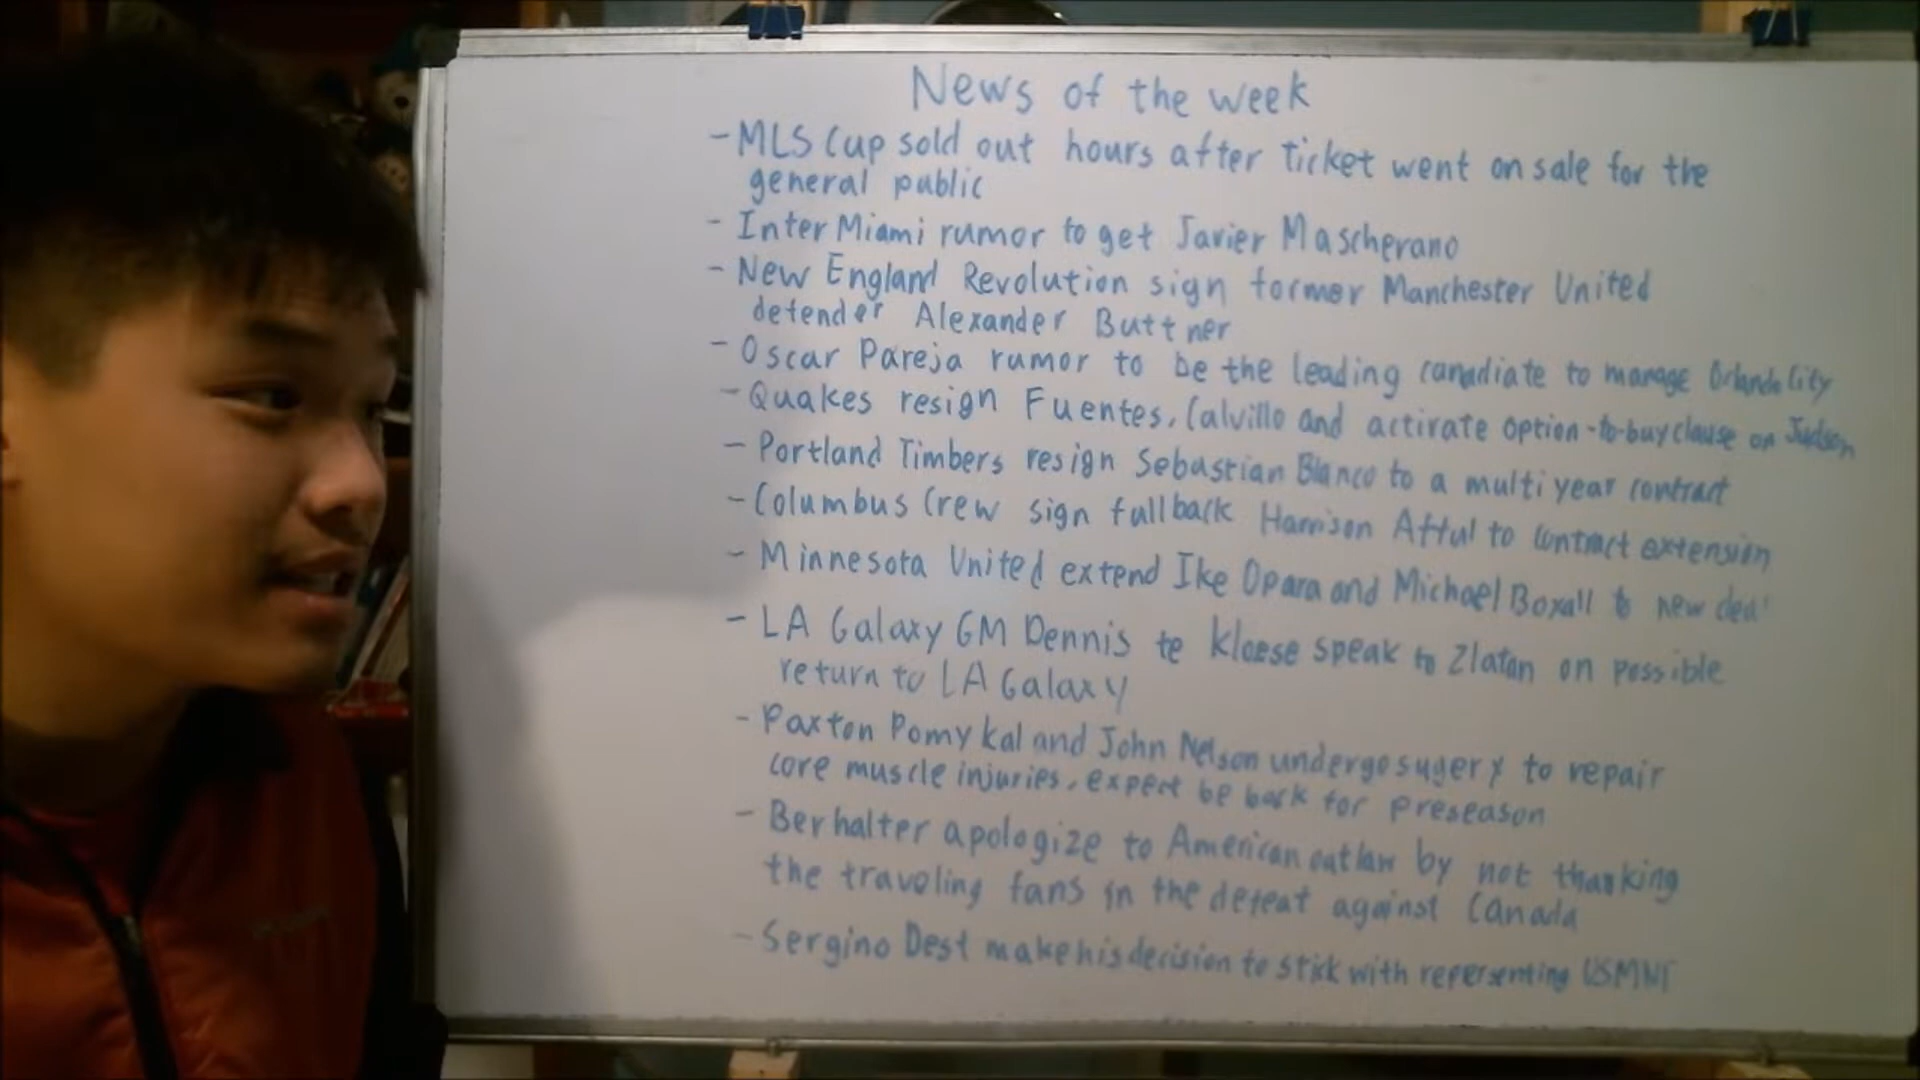 News of the week
- MLS Cup sold out hours after ticket went on sale for the
general public
- Inter Miami rumor to get Javier Mascherano
- New England Revolution sign former Manchester United
defender Alexander Buttner
- Oscar Pareja rumor to be the leading canadiate to manage Orlando City
- Quakes resign Fuentes, Calvillo and activate option-to-buy clause on Judson
- Portland Timbers resign Sebastian Blanco to a multi year contract
- Columbus Crew sign fullback Harrison Afful to contract extension
- Minnesota United extend Ike Opara and Michael Boxall to new deal
- LA Galaxy GM Dennis te kloese speak to Zlatan on possible
return to LA Galaxy
- Paxton Pomykal and John Nelson undergo sugery to repair
core muscle injuries, expect be back for preseason
- Berhalter apologize to American outlaw by not thanking
the traveling fans in the defeat against Canada
- Sergino Dest make his decision to stick with repersenting USMNT